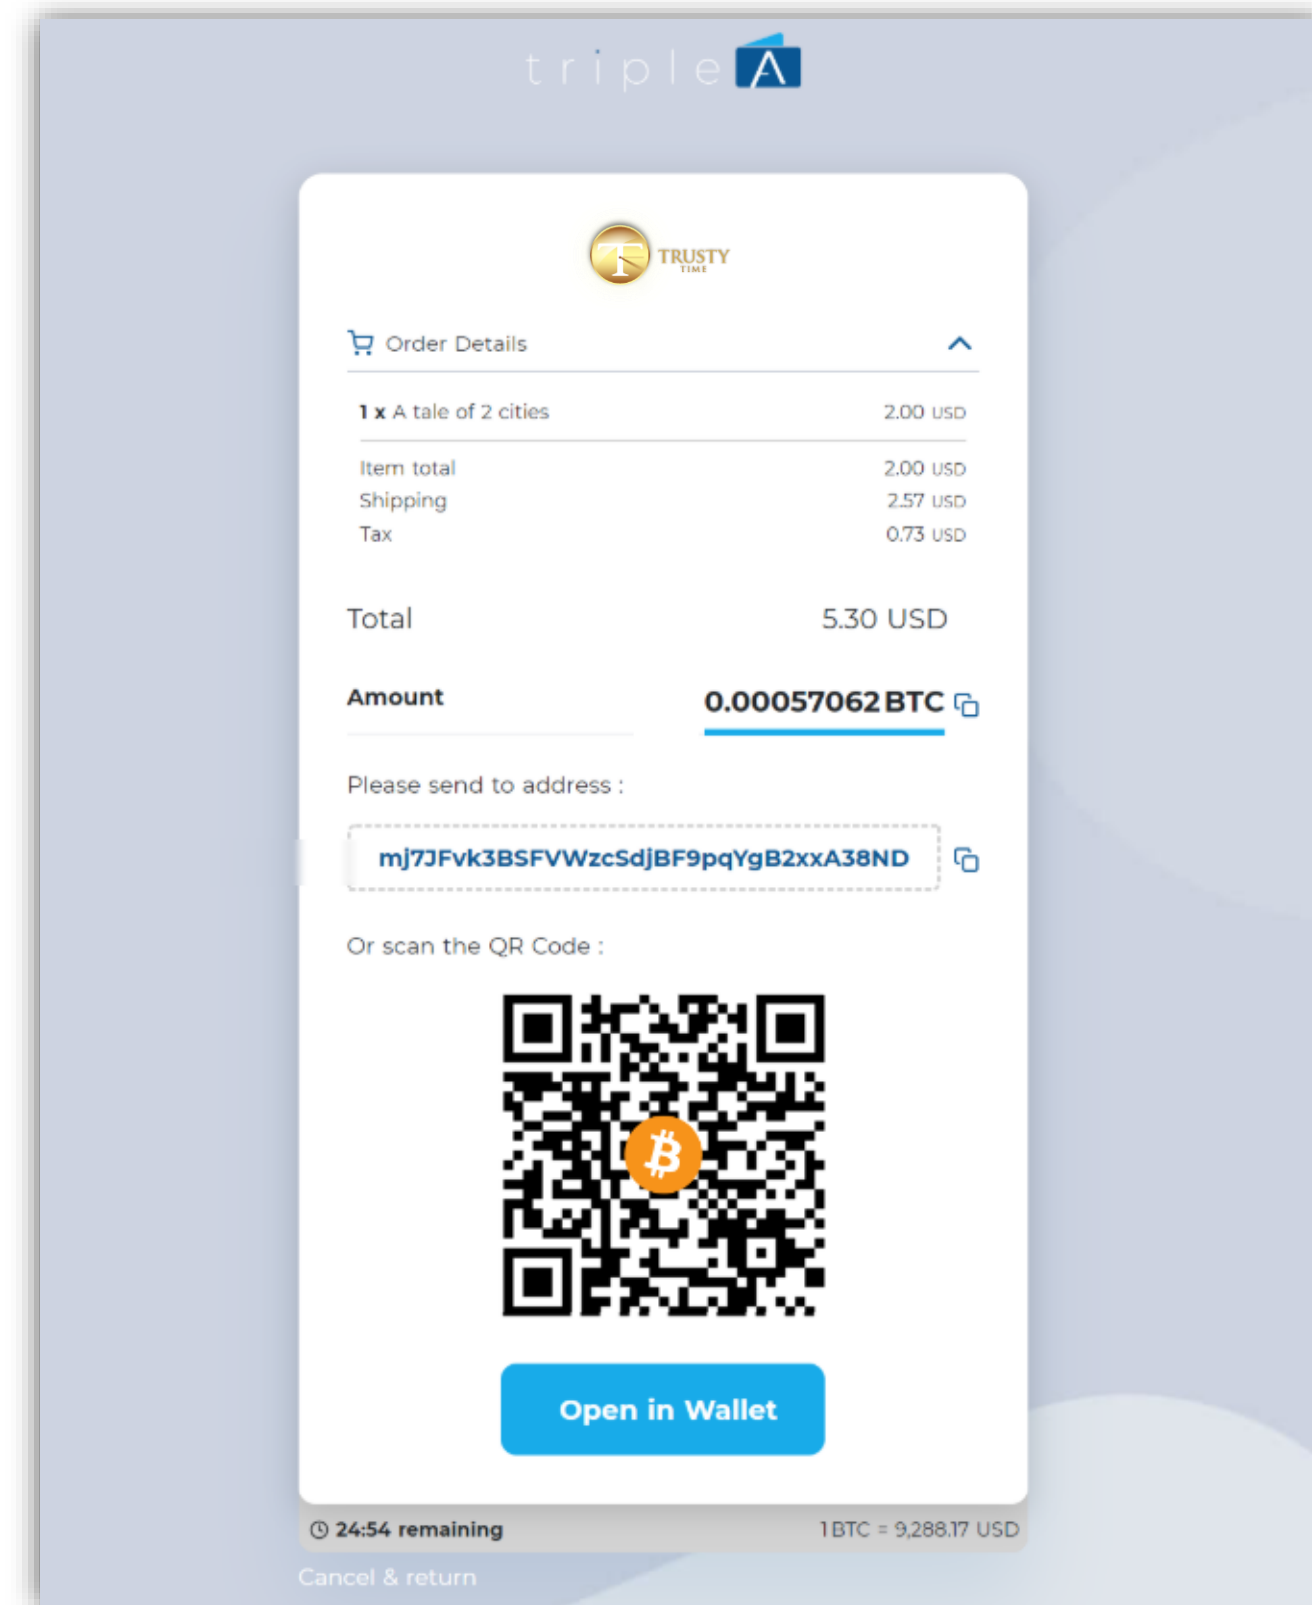 triple A
T TRUSTY
TIME
Order Details
1 x A tale of 2 cities 2.00 USD
Item total 2.00 USD
Shipping 2.57 USD
Tax 0.73 USD
Total 5.30 USD
Amount 0.00057062 BTC
Please send to address :
mj7JFvk3BSFVWzcSdjBF9pqYgB2xxA38ND
Or scan the QR Code :
Open in Wallet
24:54 remaining 1 BTC = 9,288.17 USD
Cancel & return